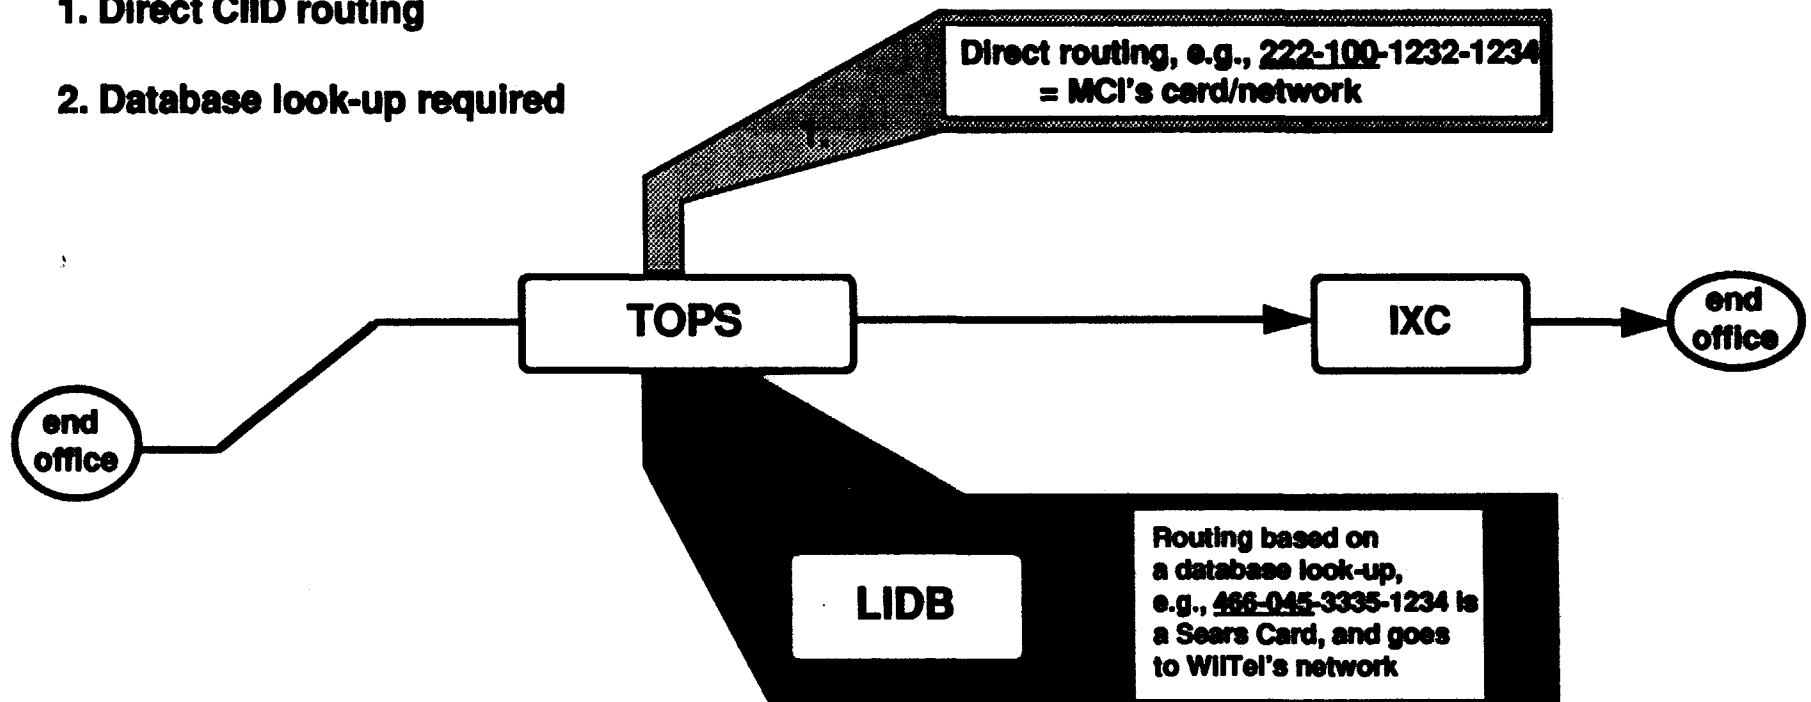 1. Direct CIID routing
2. Database look-up required
Direct routing, e.g., 222-100-1232-1234
= MCI's card/network
1.
TOPS
IXC
end
office
end
office
LIDB
Routing based on
a database look-up,
e.g., 466-045-3335-1234 is
a Sears Card, and goes
to WilTel's network